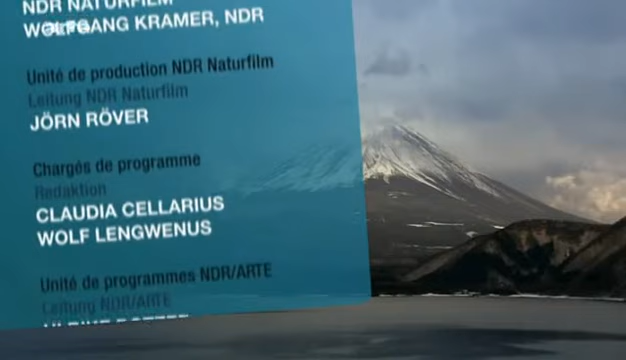 NDR NATURFILM
WOLFGANG KRAMER, NDR
Unité de production NDR Naturfilm
Leitung NDR Naturfilm
JÖRN RÖVER
Chargés de programme
Redaktion
CLAUDIA CELLARIUS
WOLF LENGWENUS
Unité de programmes NDR/ARTE
Leitung NDR/ARTE